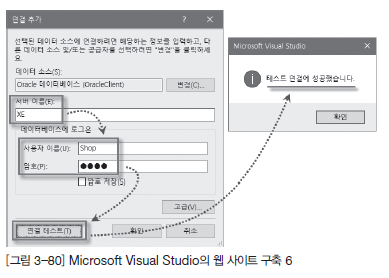 연결 추가
? ×
선택된 데이터 소스에 연결하려면 해당하는 정보를 입력하고, 다
른 데이터 소스 및/또는 공급자를 선택하려면 "변경"을 클릭하세
요.
데이터 소스(S):
Oracle 데이터베이스 (OracleClient)
변경(C)...
서버 이름(E):
XE
데이터베이스에 로그온
사용자 이름(U):
Shop
암호(P):
●●●●
암호 저장(S)
고급(V)...
연결 테스트(T)
확인
취소
Microsoft Visual Studio
×
테스트 연결에 성공했습니다.
확인
[그림 3-80] Microsoft Visual Studio의 웹 사이트 구축 6